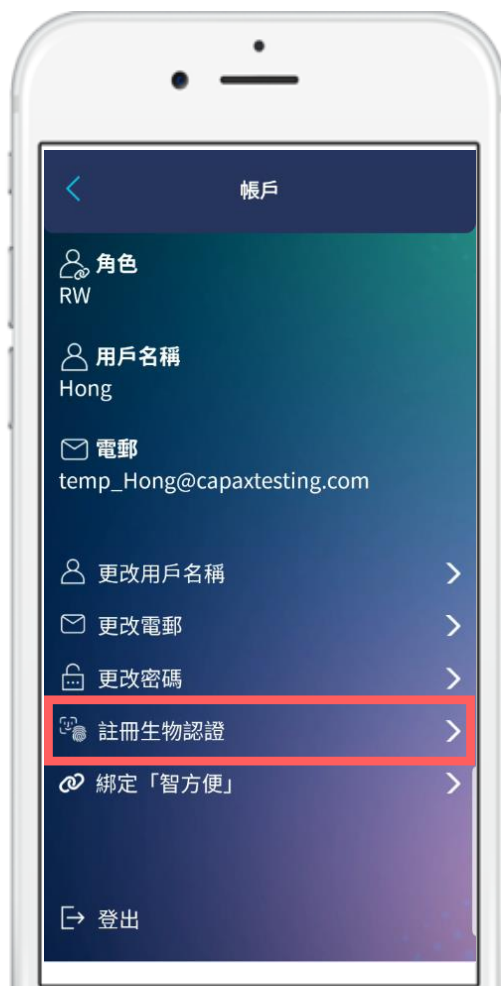 帳戶
角色
RW
用戶名稱
Hong
電郵
temp_Hong@capaxtesting.com
更改用戶名稱
更改電郵
更改密碼
註冊生物認證
綁定「智方便」
登出